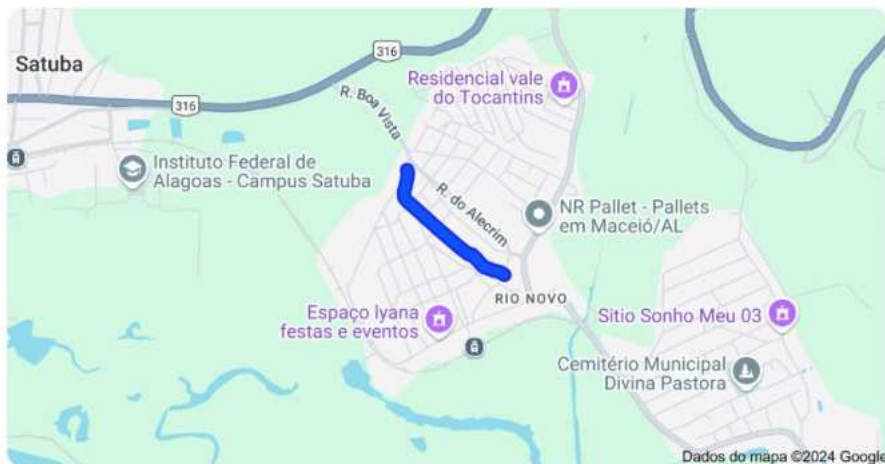 316
Satuba
Residencial vale
do Tocantins
316
R. Boa Vista
Instituto Federal de
Alagoas - Campus Satuba
R. do Alecrim
NR Pallet - Pallets
em Maceió/AL
RIO NOVO
Espaço Iyana
festas e eventos
Sitio Sonho Meu 03
Cemitério Municipal
Divina Pastora
Dados do mapa ©2024 Google